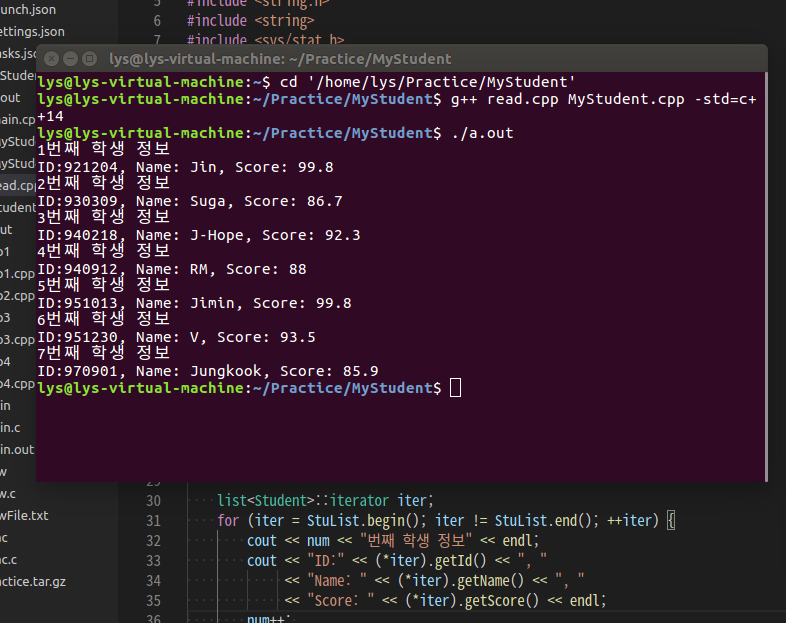 unch.json
ettings.json
asks.json
Studen
out
ain.cp
yStud
yStud
ead.cpp
tudent
ut
o1
o1.cpp
o2.cpp
o3
o3.cpp
o4
o4.cpp
in
in.c
in.out
w
w.c
wFile.txt
c
c.c
actice.tar.gz
5 #include <string.h>
6 #include <string>
7 #include <sys/stat.h>
lys@lys-virtual-machine: ~/Practice/MyStudent
lys@lys-virtual-machine:~$ cd '/home/lys/Practice/MyStudent'
lys@lys-virtual-machine:~/Practice/MyStudent$ g++ read.cpp MyStudent.cpp -std=c+
+14
lys@lys-virtual-machine:~/Practice/MyStudent$ ./a.out
1번째 학생 정보
ID:921204, Name: Jin, Score: 99.8
2번째 학생 정보
ID:930309, Name: Suga, Score: 86.7
3번째 학생 정보
ID:940218, Name: J-Hope, Score: 92.3
4번째 학생 정보
ID:940912, Name: RM, Score: 88
5번째 학생 정보
ID:951013, Name: Jimin, Score: 99.8
6번째 학생 정보
ID:951230, Name: V, Score: 93.5
7번째 학생 정보
ID:970901, Name: Jungkook, Score: 85.9
lys@lys-virtual-machine:~/Practice/MyStudent$
29
30 list<Student>::iterator iter;
31 for (iter = StuList.begin(); iter != StuList.end(); ++iter) {
32 cout << num << "번째 학생 정보" << endl;
33 cout << "ID:" << (*iter).getId() << ", "
34 << "Name: " << (*iter).getName() << ", "
35 << "Score: " << (*iter).getScore() << endl;
36 num++;